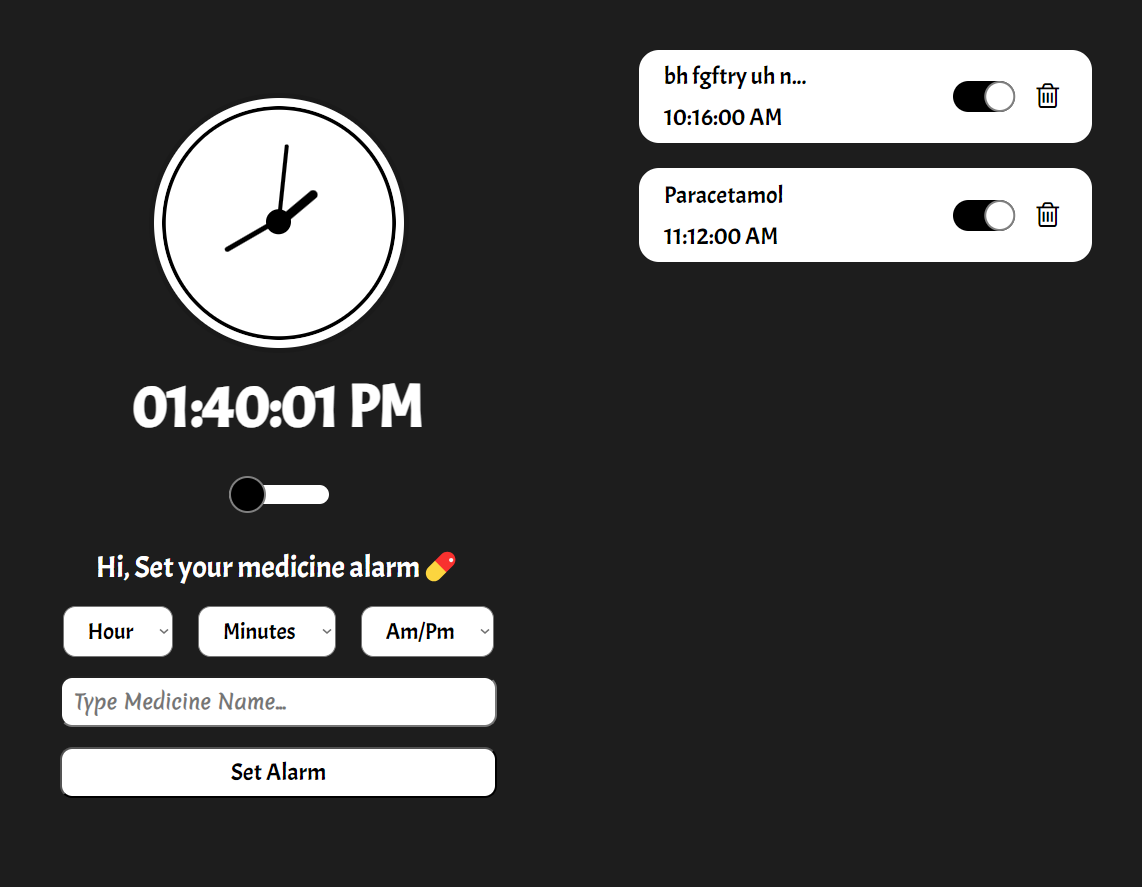 01:40:01 PM
Hi, Set your medicine alarm 💊
Hour Minutes Am/Pm
Type Medicine Name...
Set Alarm
bh fgftry uh n...
10:16:00 AM
Paracetamol
11:12:00 AM